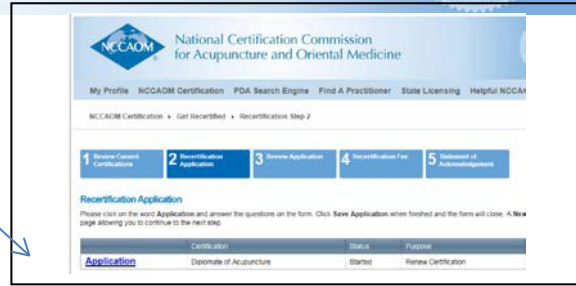 NCCAOM
National Certification Commission
for Acupuncture and Oriental Medicine
My Profile NCCAOM Certification PDA Search Engine Find A Practitioner State Licensing Helpful NCCA
NCCAOM Certification › Get Recertified › Recertification Step 2
1 Review Current Certifications
2 Recertification Application
3 Review Application
4 Recertification Fee
5 Statement of Acknowledgement
Recertification Application
Please click on the word Application and answer the questions on the form. Click Save Application when finished and the form will close. A New
page allowing you to continue to the next step.
Certification Status Purpose
Application Diplomate of Acupuncture Started Renew Certification